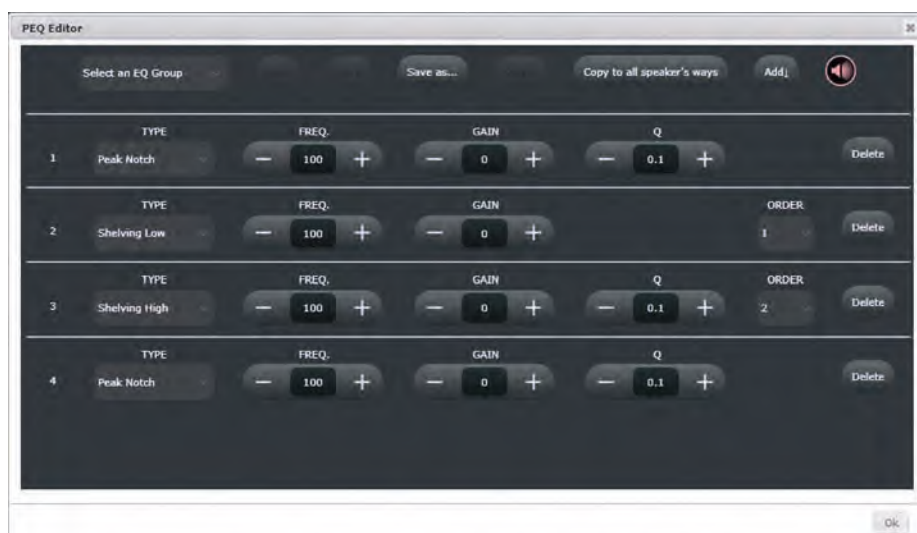 PEQ Editor
Select an EQ Group Save as... Copy to all speaker's ways Add↓
TYPE FREQ. GAIN Q
1 Peak Notch − 100 + − 0 + − 0.1 + Delete
TYPE FREQ. GAIN ORDER
2 Shelving Low − 100 + − 0 + 1 Delete
TYPE FREQ. GAIN Q ORDER
3 Shelving High − 100 + − 0 + − 0.1 + 2 Delete
TYPE FREQ. GAIN Q
4 Peak Notch − 100 + − 0 + − 0.1 + Delete
Ok